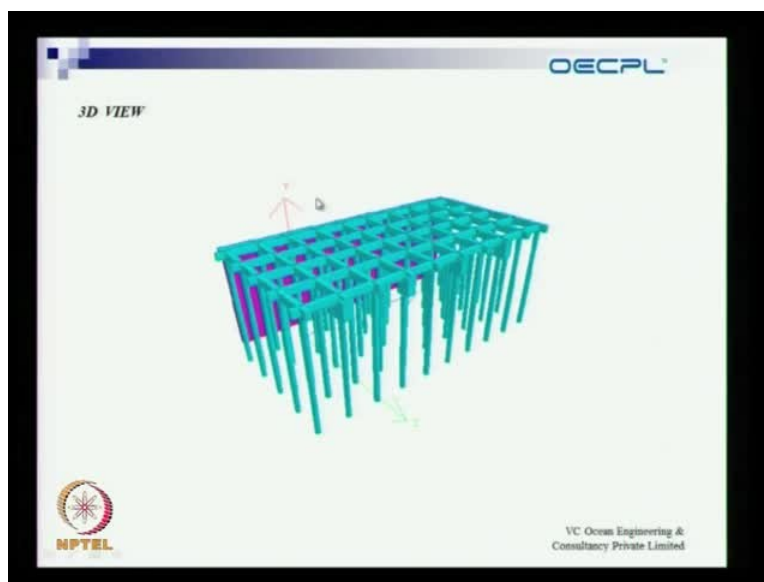 OECPL
3D VIEW
NPTEL
VC Ocean Engineering &
Consultancy Private Limited